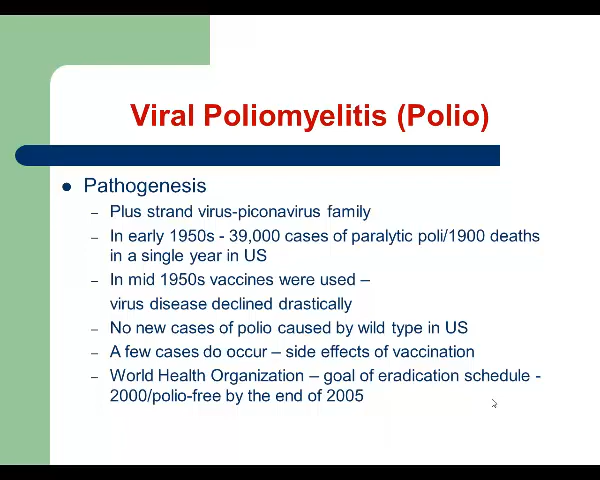 Viral Poliomyelitis (Polio)
● Pathogenesis
– Plus strand virus-piconavirus family
– In early 1950s - 39,000 cases of paralytic poli/1900 deaths
in a single year in US
– In mid 1950s vaccines were used –
virus disease declined drastically
– No new cases of polio caused by wild type in US
– A few cases do occur – side effects of vaccination
– World Health Organization – goal of eradication schedule -
2000/polio-free by the end of 2005